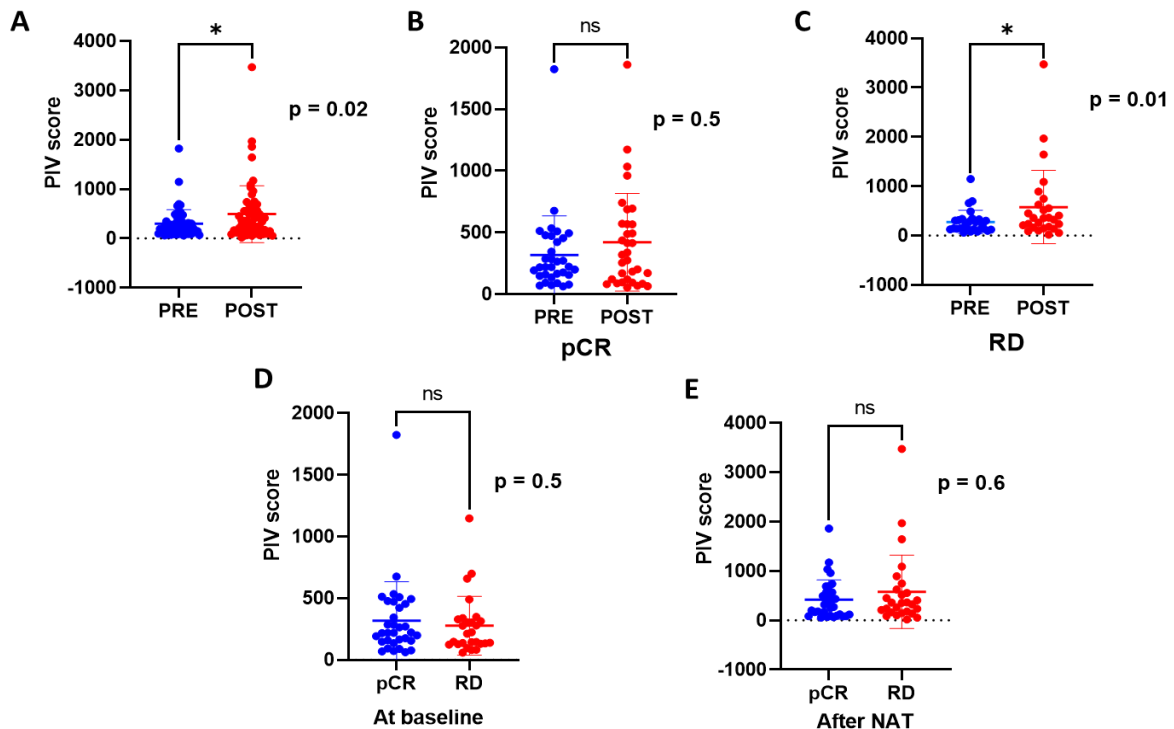 A
*
4000
3000
2000
1000
0
-1000
PIV score
p = 0.02
PRE
POST
B
ns
2000
1500
1000
500
0
PIV score
p = 0.5
PRE
POST
pCR
C
*
4000
3000
2000
1000
0
-1000
PIV score
p = 0.01
PRE
POST
RD
D
ns
2000
1500
1000
500
0
PIV score
p = 0.5
pCR
RD
At baseline
E
ns
4000
3000
2000
1000
0
-1000
PIV score
p = 0.6
pCR
RD
After NAT